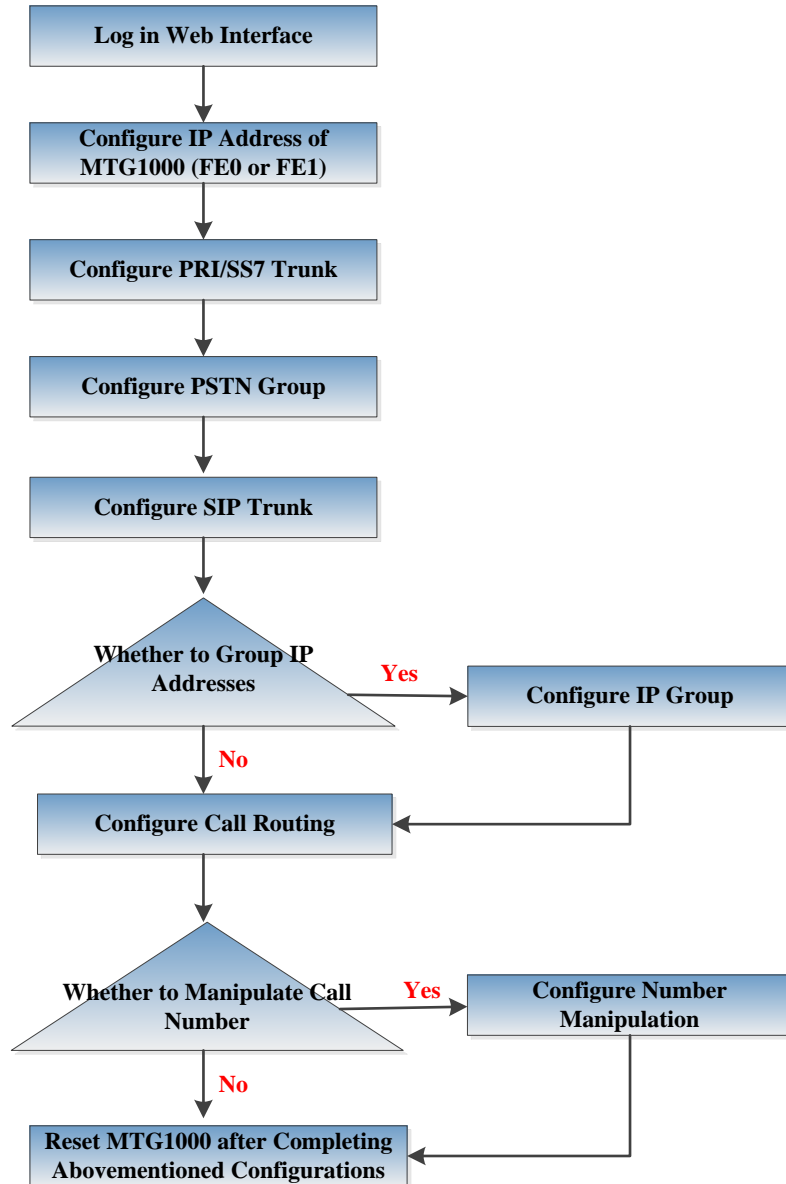 Log in Web Interface
Configure IP Address of
MTG1000 (FE0 or FE1)
Configure PRI/SS7 Trunk
Configure PSTN Group
Configure SIP Trunk
Whether to Group IP
Addresses
Yes
Configure IP Group
No
Configure Call Routing
Whether to Manipulate Call
Number
Yes
Configure Number
Manipulation
No
Reset MTG1000 after Completing
Abovementioned Configurations